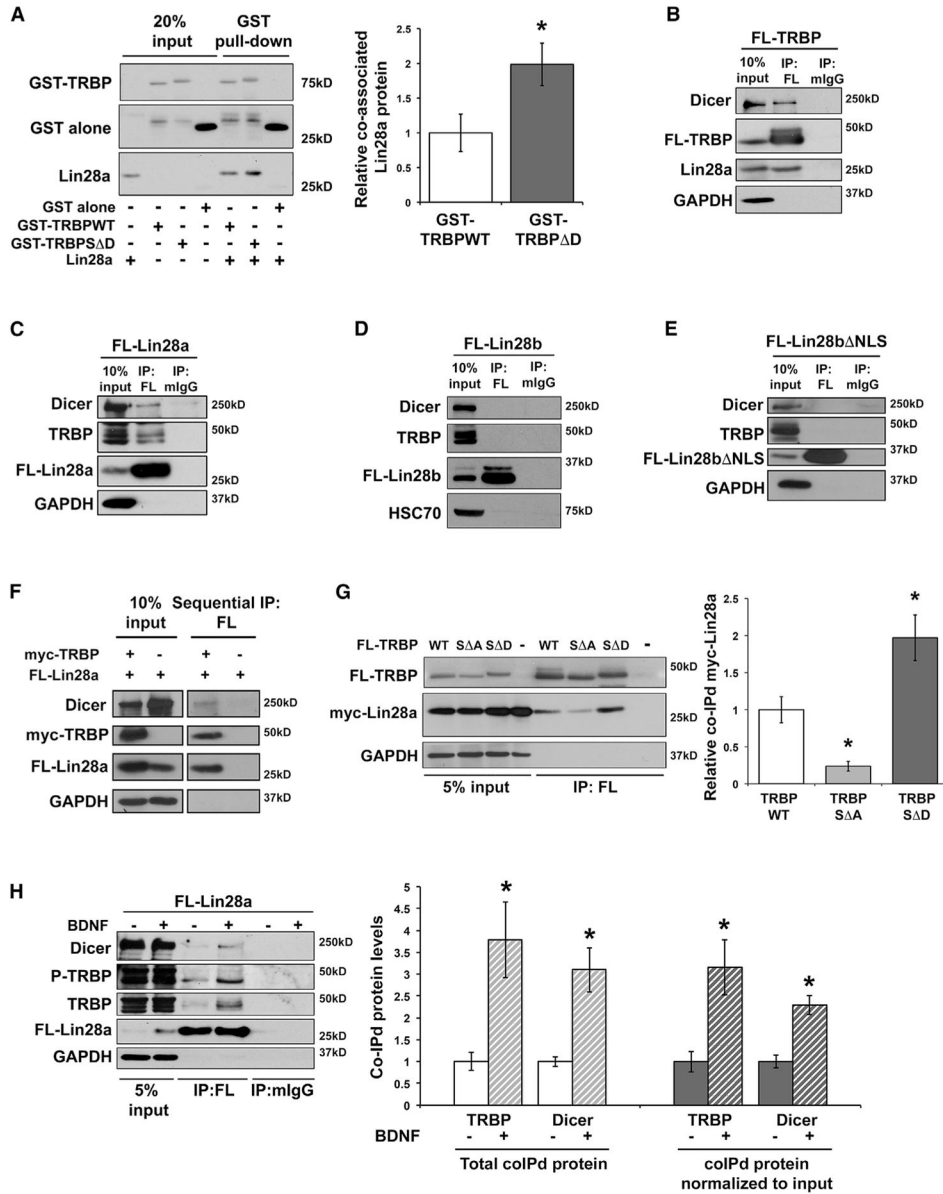 A
20% input
GST pull-down
GST-TRBP
75kD
GST alone
25kD
Lin28a
25kD
GST alone - - - + - - +
GST-TRBPWT - + - - + - -
GST-TRBPSΔD - - + - - + -
Lin28a + - - - + + +
Relative co-associated Lin28a protein
2.5
2
1.5
1
0.5
0
*
GST-TRBPWT
GST-TRBPΔD
B
FL-TRBP
10% input
IP: FL
IP: mIgG
Dicer
250kD
FL-TRBP
50kD
Lin28a
25kD
GAPDH
37kD
C
FL-Lin28a
10% input
IP: FL
IP: mIgG
Dicer
250kD
TRBP
50kD
FL-Lin28a
25kD
GAPDH
37kD
D
FL-Lin28b
10% input
IP: FL
IP: mIgG
Dicer
250kD
TRBP
50kD
FL-Lin28b
37kD
HSC70
75kD
E
FL-Lin28bΔNLS
10% input
IP: FL
IP: mIgG
Dicer
250kD
TRBP
50kD
FL-Lin28bΔNLS
37kD
GAPDH
37kD
F
10% input
Sequential IP: FL
myc-TRBP + - + -
FL-Lin28a + + + +
Dicer
250kD
myc-TRBP
50kD
FL-Lin28a
25kD
GAPDH
37kD
G
FL-TRBP WT SΔA SΔD - WT SΔA SΔD -
FL-TRBP
50kD
myc-Lin28a
25kD
GAPDH
37kD
5% input
IP: FL
Relative co-IPd myc-Lin28a
2.5
2
1.5
1
0.5
0
*
*
TRBP WT
TRBP SΔA
TRBP SΔD
H
FL-Lin28a
BDNF - + - + - +
Dicer
250kD
P-TRBP
50kD
TRBP
50kD
FL-Lin28a
25kD
GAPDH
37kD
5% input
IP:FL
IP:mIgG
Co-IPd protein levels
5
4.5
4
3.5
3
2.5
2
1.5
1
0.5
0
*
*
*
*
TRBP
Dicer
TRBP
Dicer
BDNF - + - + - + - +
Total coIPd protein
coIPd protein normalized to input